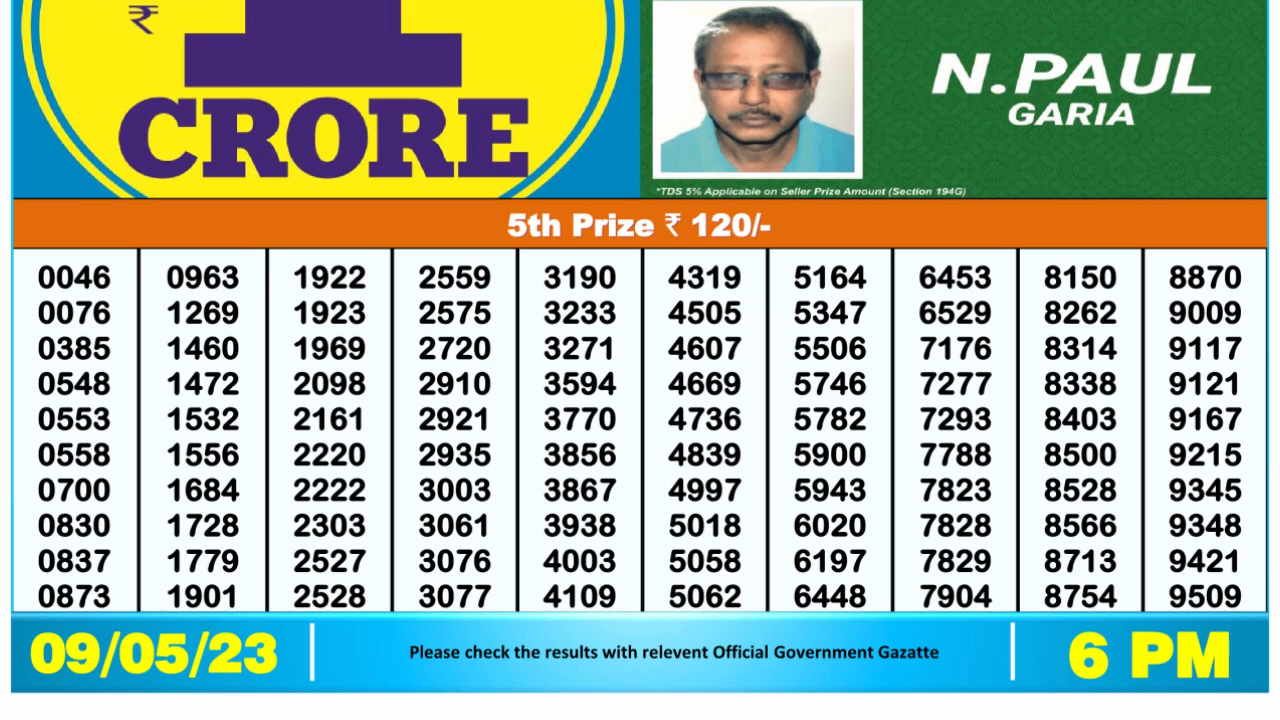 ₹
CRORE
N.PAUL
GARIA
*TDS 5% Applicable on Seller Prize Amount (Section 194G)
5th Prize ₹ 120/-
0046 0963 1922 2559 3190 4319 5164 6453 8150 8870
0076 1269 1923 2575 3233 4505 5347 6529 8262 9009
0385 1460 1969 2720 3271 4607 5506 7176 8314 9117
0548 1472 2098 2910 3594 4669 5746 7277 8338 9121
0553 1532 2161 2921 3770 4736 5782 7293 8403 9167
0558 1556 2220 2935 3856 4839 5900 7788 8500 9215
0700 1684 2222 3003 3867 4997 5943 7823 8528 9345
0830 1728 2303 3061 3938 5018 6020 7828 8566 9348
0837 1779 2527 3076 4003 5058 6197 7829 8713 9421
0873 1901 2528 3077 4109 5062 6448 7904 8754 9509
09/05/23
Please check the results with relevent Official Government Gazatte
6 PM